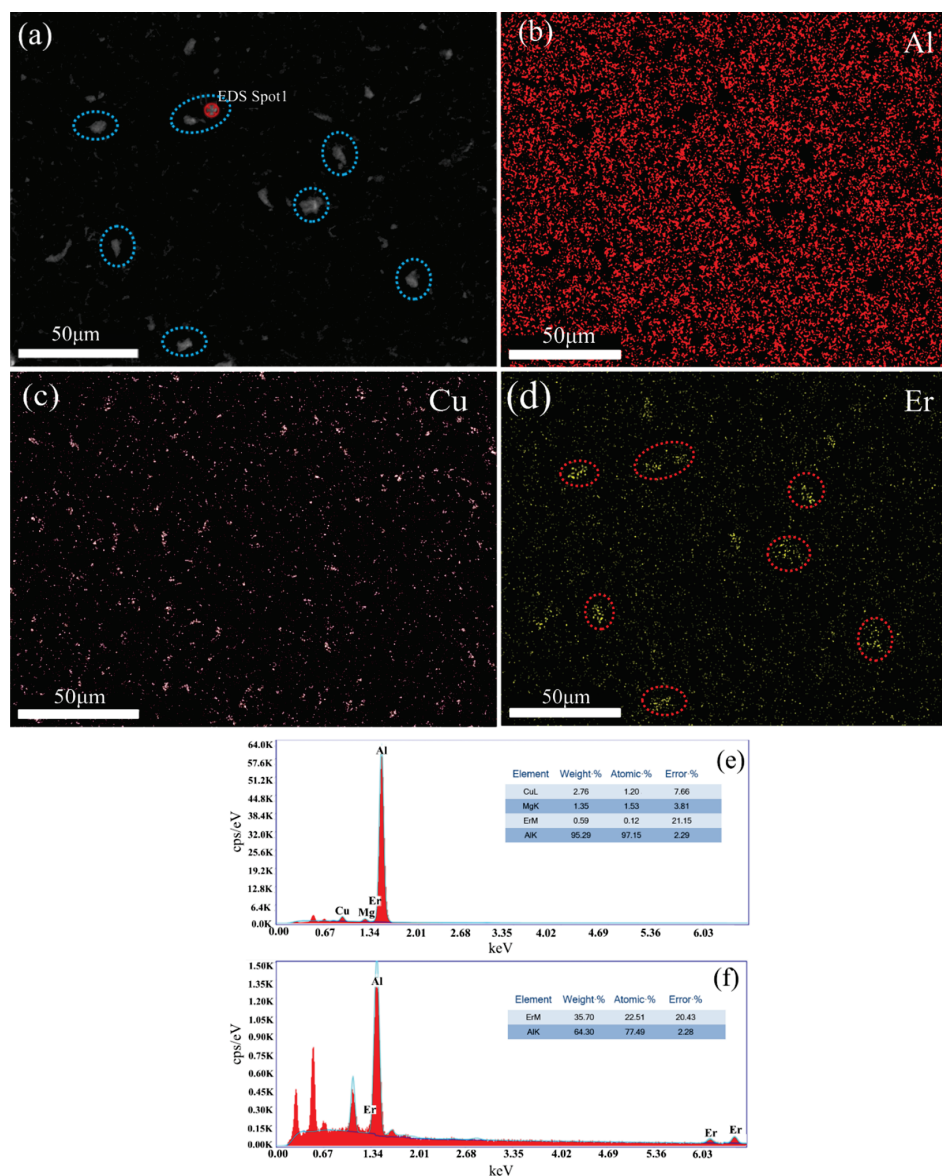 (a)
EDS Spot1
50μm
(b)
Al
50μm
(c)
Cu
50μm
(d)
Er
50μm
(e)
64.0K
57.6K
51.2K
44.8K
38.4K
32.0K
25.6K
19.2K
12.8K
6.4K
0.0K
cps/eV
Al
Cu
Mg
Er
0.00 0.67 1.34 2.01 2.68 3.35 4.02 4.69 5.36 6.03
keV
Element Weight·% Atomic·% Error·%
CuL 2.76 1.20 7.66
MgK 1.35 1.53 3.81
ErM 0.59 0.12 21.15
AlK 95.29 97.15 2.29
(f)
1.50K
1.35K
1.20K
1.05K
0.90K
0.75K
0.60K
0.45K
0.30K
0.15K
0.00K
cps/eV
Al
Er
Er
Er
0.00 0.67 1.34 2.01 2.68 3.35 4.02 4.69 5.36 6.03
keV
Element Weight·% Atomic·% Error·%
ErM 35.70 22.51 20.43
AlK 64.30 77.49 2.28